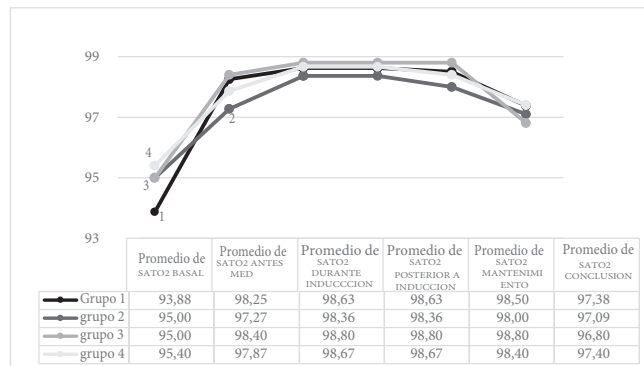 99
97
95
93
4
3
1
2
Promedio de SATO2 BASAL
Promedio de SATO2 ANTES MED
Promedio de SATO2 DURANTE INDUCCCION
Promedio de SATO2 POSTERIOR A INDUCCION
Promedio de SATO2 MANTENIMIENTO
Promedio de SATO2 CONCLUSION
Grupo 1 93,88 98,25 98,63 98,63 98,50 97,38
grupo 2 95,00 97,27 98,36 98,36 98,00 97,09
grupo 3 95,00 98,40 98,80 98,80 98,80 96,80
grupo 4 95,40 97,87 98,67 98,67 98,40 97,40